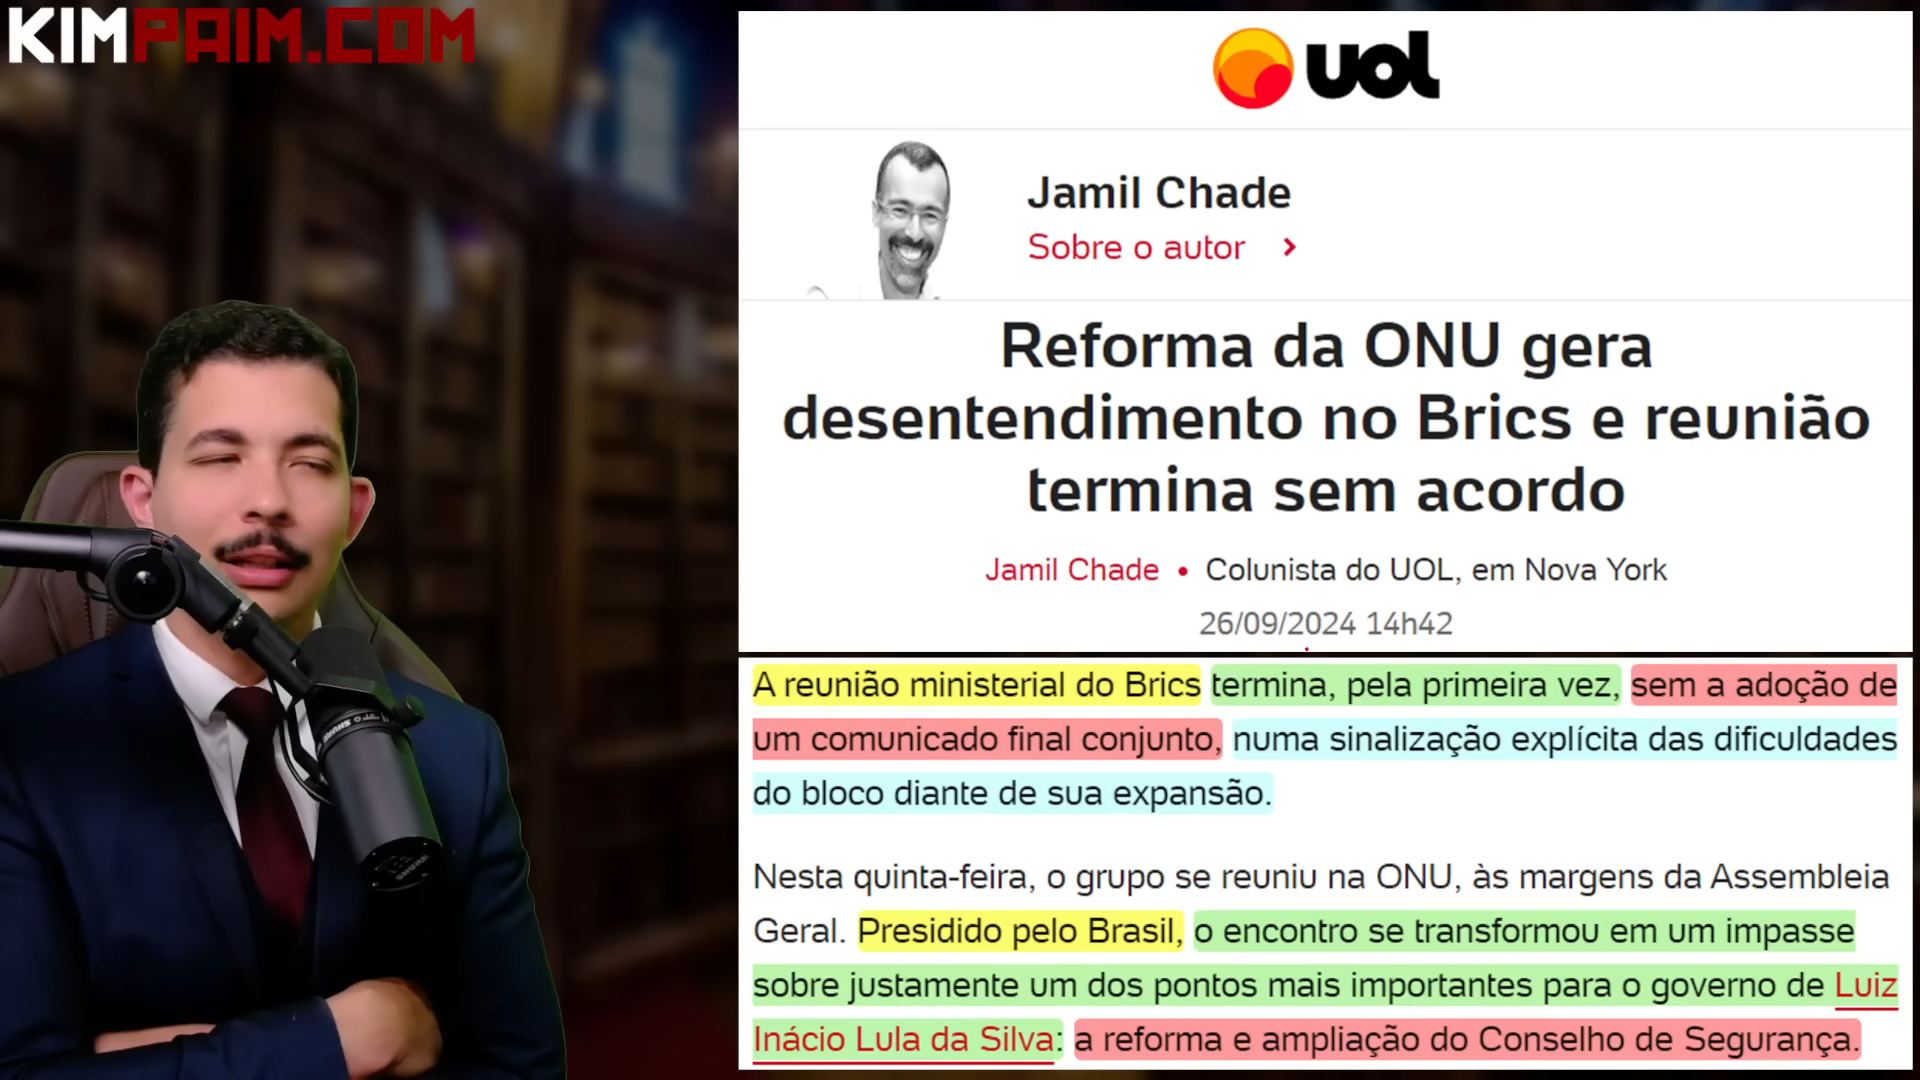 KIMPAIM.COM
uol
Jamil Chade
Sobre o autor
Reforma da ONU gera
desentendimento no Brics e reunião
termina sem acordo
Jamil Chade • Colunista do UOL, em Nova York
26/09/2024 14h42
A reunião ministerial do Brics termina, pela primeira vez, sem a adoção de
um comunicado final conjunto, numa sinalização explícita das dificuldades
do bloco diante de sua expansão.
Nesta quinta-feira, o grupo se reuniu na ONU, às margens da Assembleia
Geral. Presidido pelo Brasil, o encontro se transformou em um impasse
sobre justamente um dos pontos mais importantes para o governo de Luiz
Inácio Lula da Silva: a reforma e ampliação do Conselho de Segurança.